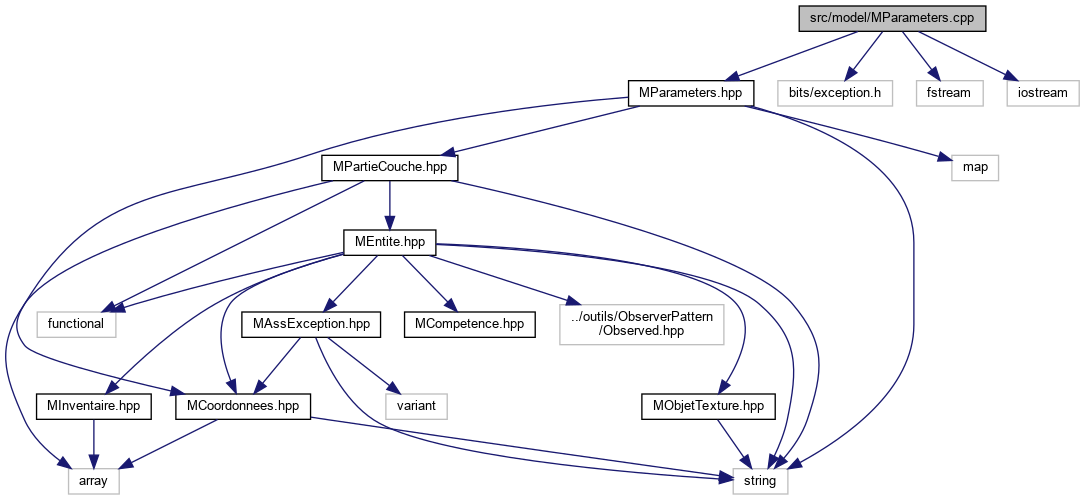 src/model/MParameters.cpp
MParameters.hpp
bits/exception.h
fstream
iostream
MPartieCouche.hpp
map
MEntite.hpp
functional
MAssException.hpp
MCompetence.hpp
../outils/ObserverPattern
/Observed.hpp
MInventaire.hpp
MCoordonnees.hpp
variant
MObjetTexture.hpp
array
string